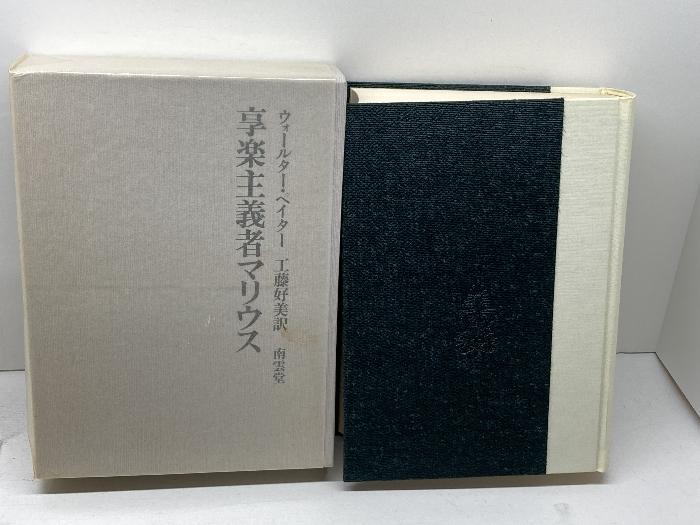 ウォールター・ペイター 工藤好美訳 南雲堂
享楽主義者マリウス